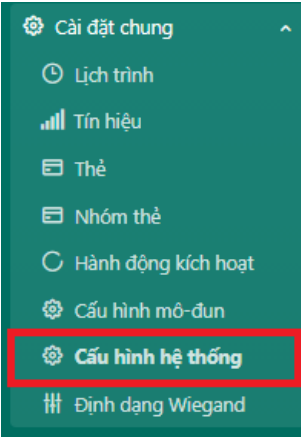 Cài đặt chung
Lịch trình
Tín hiệu
Thẻ
Nhóm thẻ
Hành động kích hoạt
Cấu hình mô-đun
Cấu hình hệ thống
Định dạng Wiegand